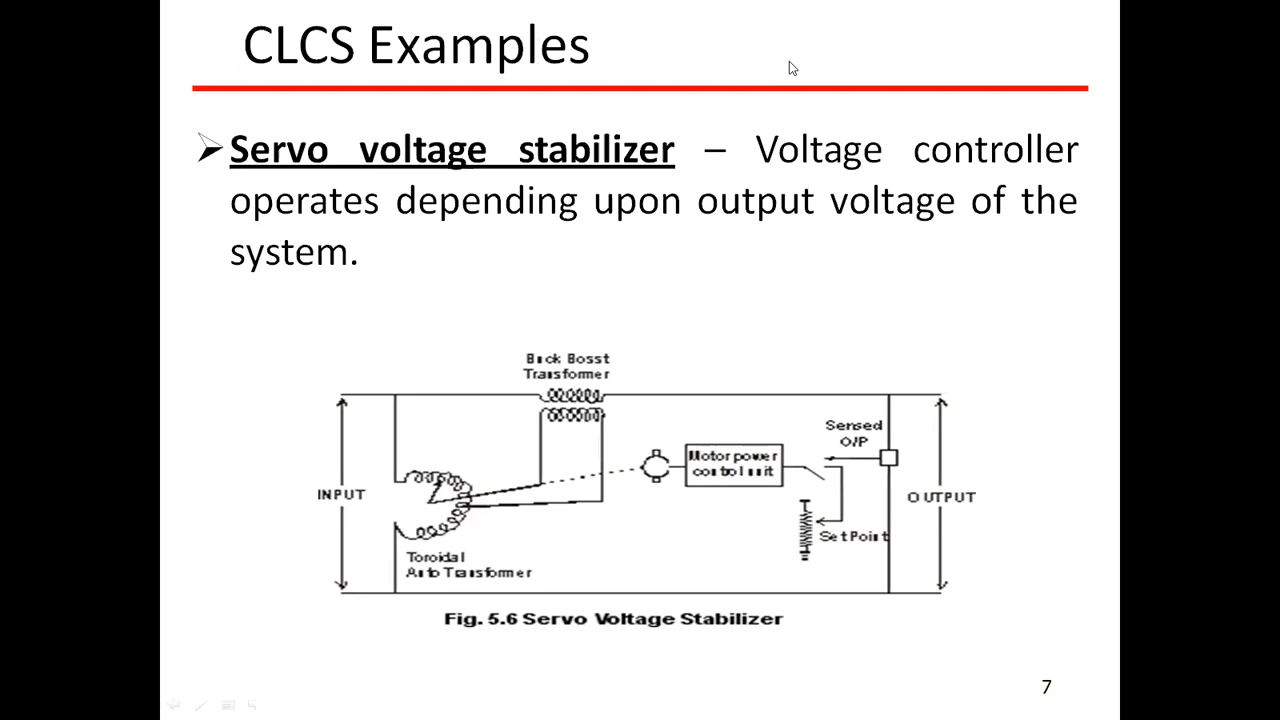 CLCS Examples
Servo voltage stabilizer – Voltage controller
operates depending upon output voltage of the
system.
Buck Bosst
Transformer
Sensed
O/P
Motor power
control unit
INPUT
OUTPUT
Set Point
Toroidal
Auto Transformer
Fig. 5.6 Servo Voltage Stabilizer
7